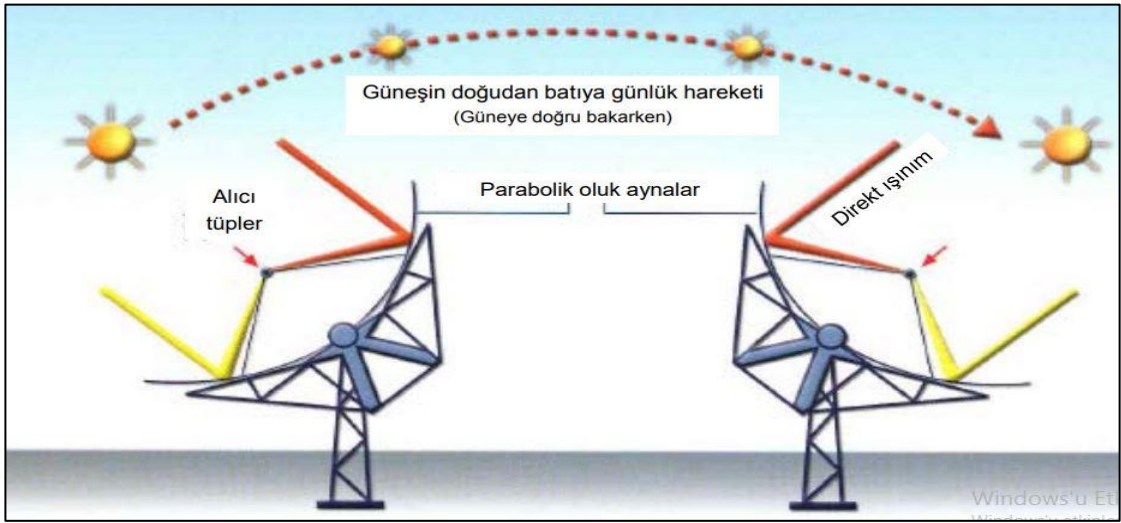 Güneşin doğudan batıya günlük hareketi
(Güneye doğru bakarken)
Alıcı
tüpler
Parabolik oluk aynalar
Direkt ışınım
Windows'u Et